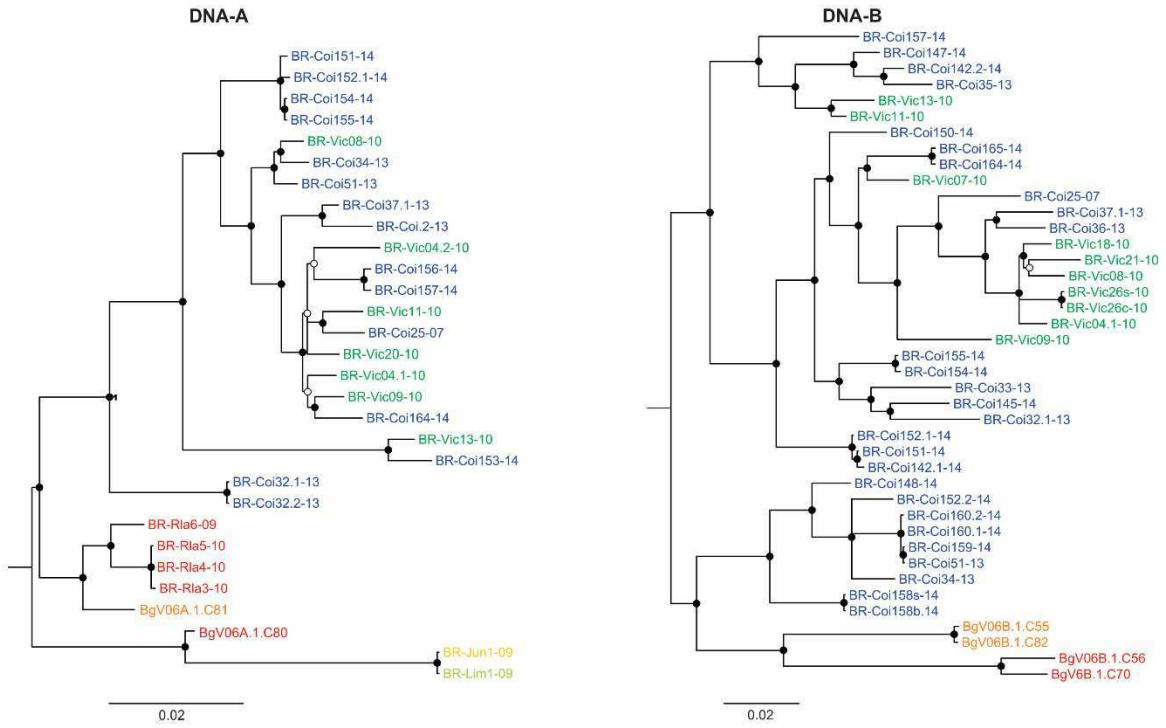 DNA-A
BR-Coi151-14
BR-Coi152.1-14
BR-Coi154-14
BR-Coi155-14
BR-Vic08-10
BR-Coi34-13
BR-Coi51-13
BR-Coi37.1-13
BR-Coi.2-13
BR-Vic04.2-10
BR-Coi156-14
BR-Coi157-14
BR-Vic11-10
BR-Coi25-07
BR-Vic20-10
BR-Vic04.1-10
BR-Vic09-10
BR-Coi164-14
BR-Vic13-10
BR-Coi153-14
BR-Coi32.1-13
BR-Coi32.2-13
BR-Rla6-09
BR-Rla5-10
BR-Rla4-10
BR-Rla3-10
BgV06A.1.C81
BgV06A.1.C80
BR-Jun1-09
BR-Lim1-09
0.02
DNA-B
BR-Coi157-14
BR-Coi147-14
BR-Coi142.2-14
BR-Coi35-13
BR-Vic13-10
BR-Vic11-10
BR-Coi150-14
BR-Coi165-14
BR-Coi164-14
BR-Vic07-10
BR-Coi25-07
BR-Coi37.1-13
BR-Coi36-13
BR-Vic18-10
BR-Vic21-10
BR-Vic08-10
BR-Vic26s-10
BR-Vic26c-10
BR-Vic04.1-10
BR-Vic09-10
BR-Coi155-14
BR-Coi154-14
BR-Coi33-13
BR-Coi145-14
BR-Coi32.1-13
BR-Coi152.1-14
BR-Coi151-14
BR-Coi142.1-14
BR-Coi148-14
BR-Coi152.2-14
BR-Coi160.2-14
BR-Coi160.1-14
BR-Coi159-14
BR-Coi51-13
BR-Coi34-13
BR-Coi158s-14
BR-Coi158b.14
BgV06B.1.C55
BgV06B.1.C82
BgV06B.1.C56
BgV6B.1.C70
0.02